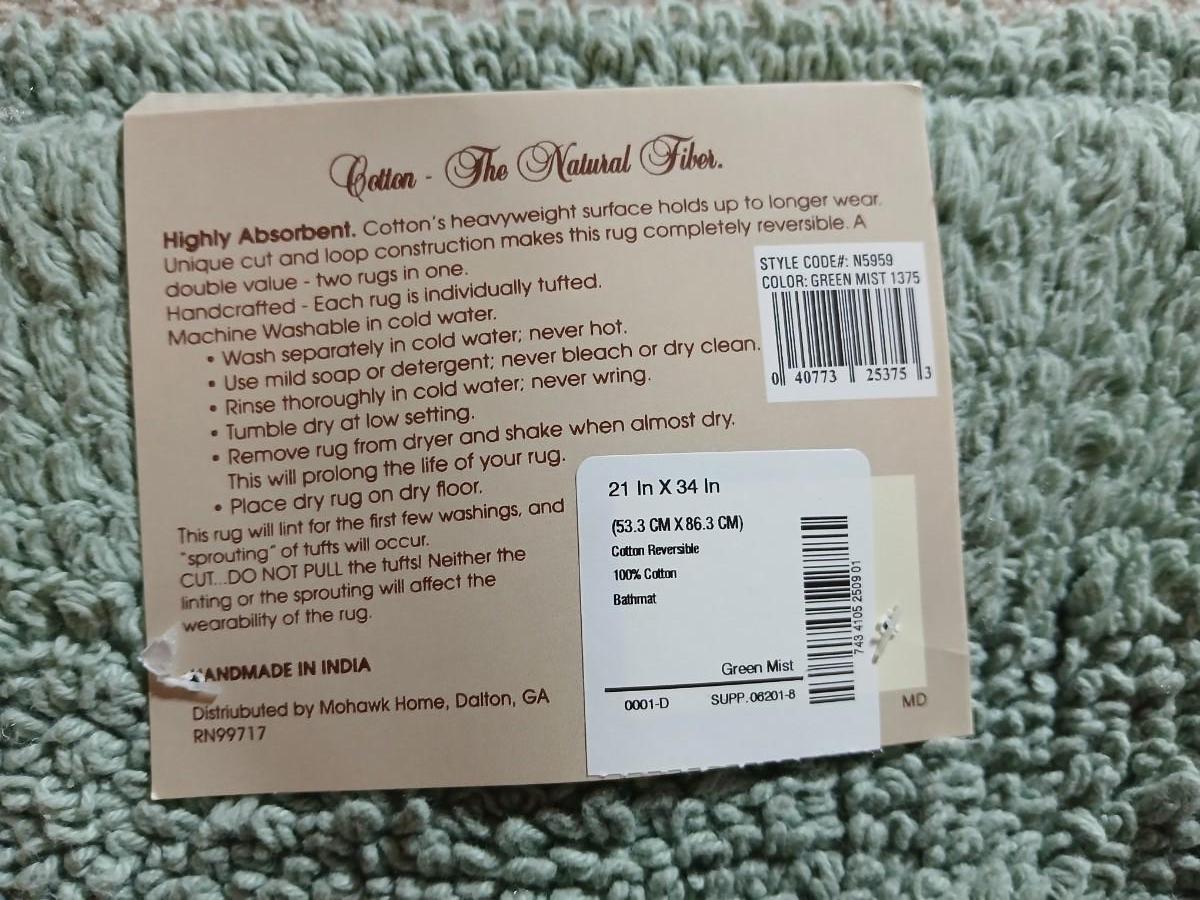 Cotton - The Natural Fiber.
Highly Absorbent. Cotton's heavyweight surface holds up to longer wear.
Unique cut and loop construction makes this rug completely reversible. A
double value - two rugs in one.
Handcrafted - Each rug is individually tufted.
Machine Washable in cold water.
• Wash separately in cold water; never hot.
• Use mild soap or detergent; never bleach or dry clean.
• Rinse thoroughly in cold water; never wring.
• Tumble dry at low setting.
• Remove rug from dryer and shake when almost dry.
This will prolong the life of your rug.
• Place dry rug on dry floor.
This rug will lint for the first few washings, and
"sprouting" of tufts will occur.
CUT...DO NOT PULL the tufts! Neither the
linting or the sprouting will affect the
wearability of the rug.
HANDMADE IN INDIA
Distriubuted by Mohawk Home, Dalton, GA
RN99717
STYLE CODE#: N5959
COLOR: GREEN MIST 1375
0 40773 25375 3
21 In X 34 In
(53.3 CM X 86.3 CM)
Cotton Reversible
100% Cotton
Bathmat
743 4105 2509 01
Green Mist
0001-D SUPP.06201-8
MD